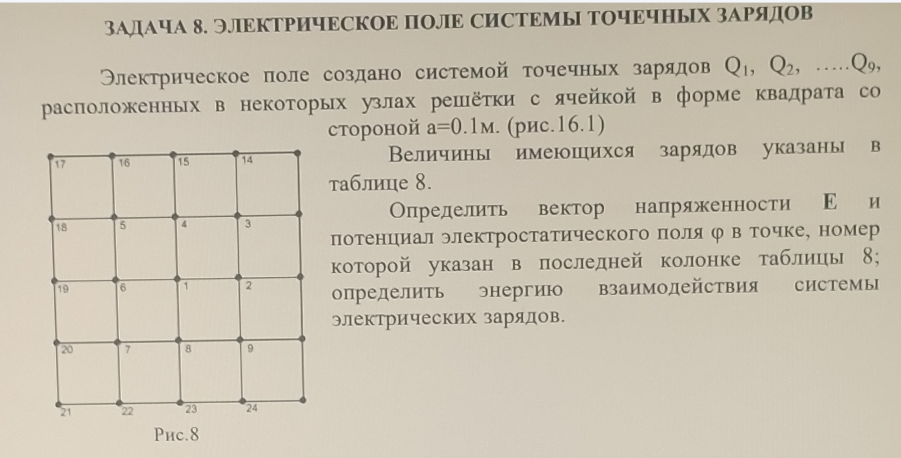 ЗАДАЧА 8. ЭЛЕКТРИЧЕСКОЕ ПОЛЕ СИСТЕМЫ ТОЧЕЧНЫХ ЗАРЯДОВ
Электрическое поле создано системой точечных зарядов Q₁, Q₂, …..Q₉,
расположенных в некоторых узлах решётки с ячейкой в форме квадрата со
стороной а=0.1м. (рис.16.1)
Величины имеющихся зарядов указаны в
таблице 8.
Определить вектор напряженности E и
потенциал электростатического поля φ в точке, номер
которой указан в последней колонке таблицы 8;
определить энергию взаимодействия системы
электрических зарядов.
17 16 15 14
18 5 4 3
19 6 1 2
20 7 8 9
21 22 23 24
Рис.8